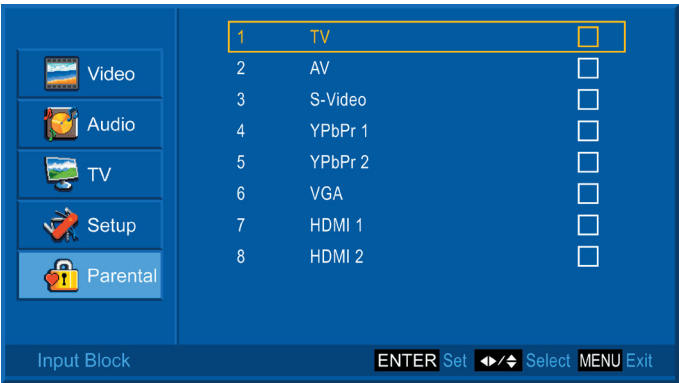 Video
Audio
TV
Setup
Parental
1 TV
2 AV
3 S-Video
4 YPbPr 1
5 YPbPr 2
6 VGA
7 HDMI 1
8 HDMI 2
Input Block ENTER Set ◄►/▲▼ Select MENU Exit